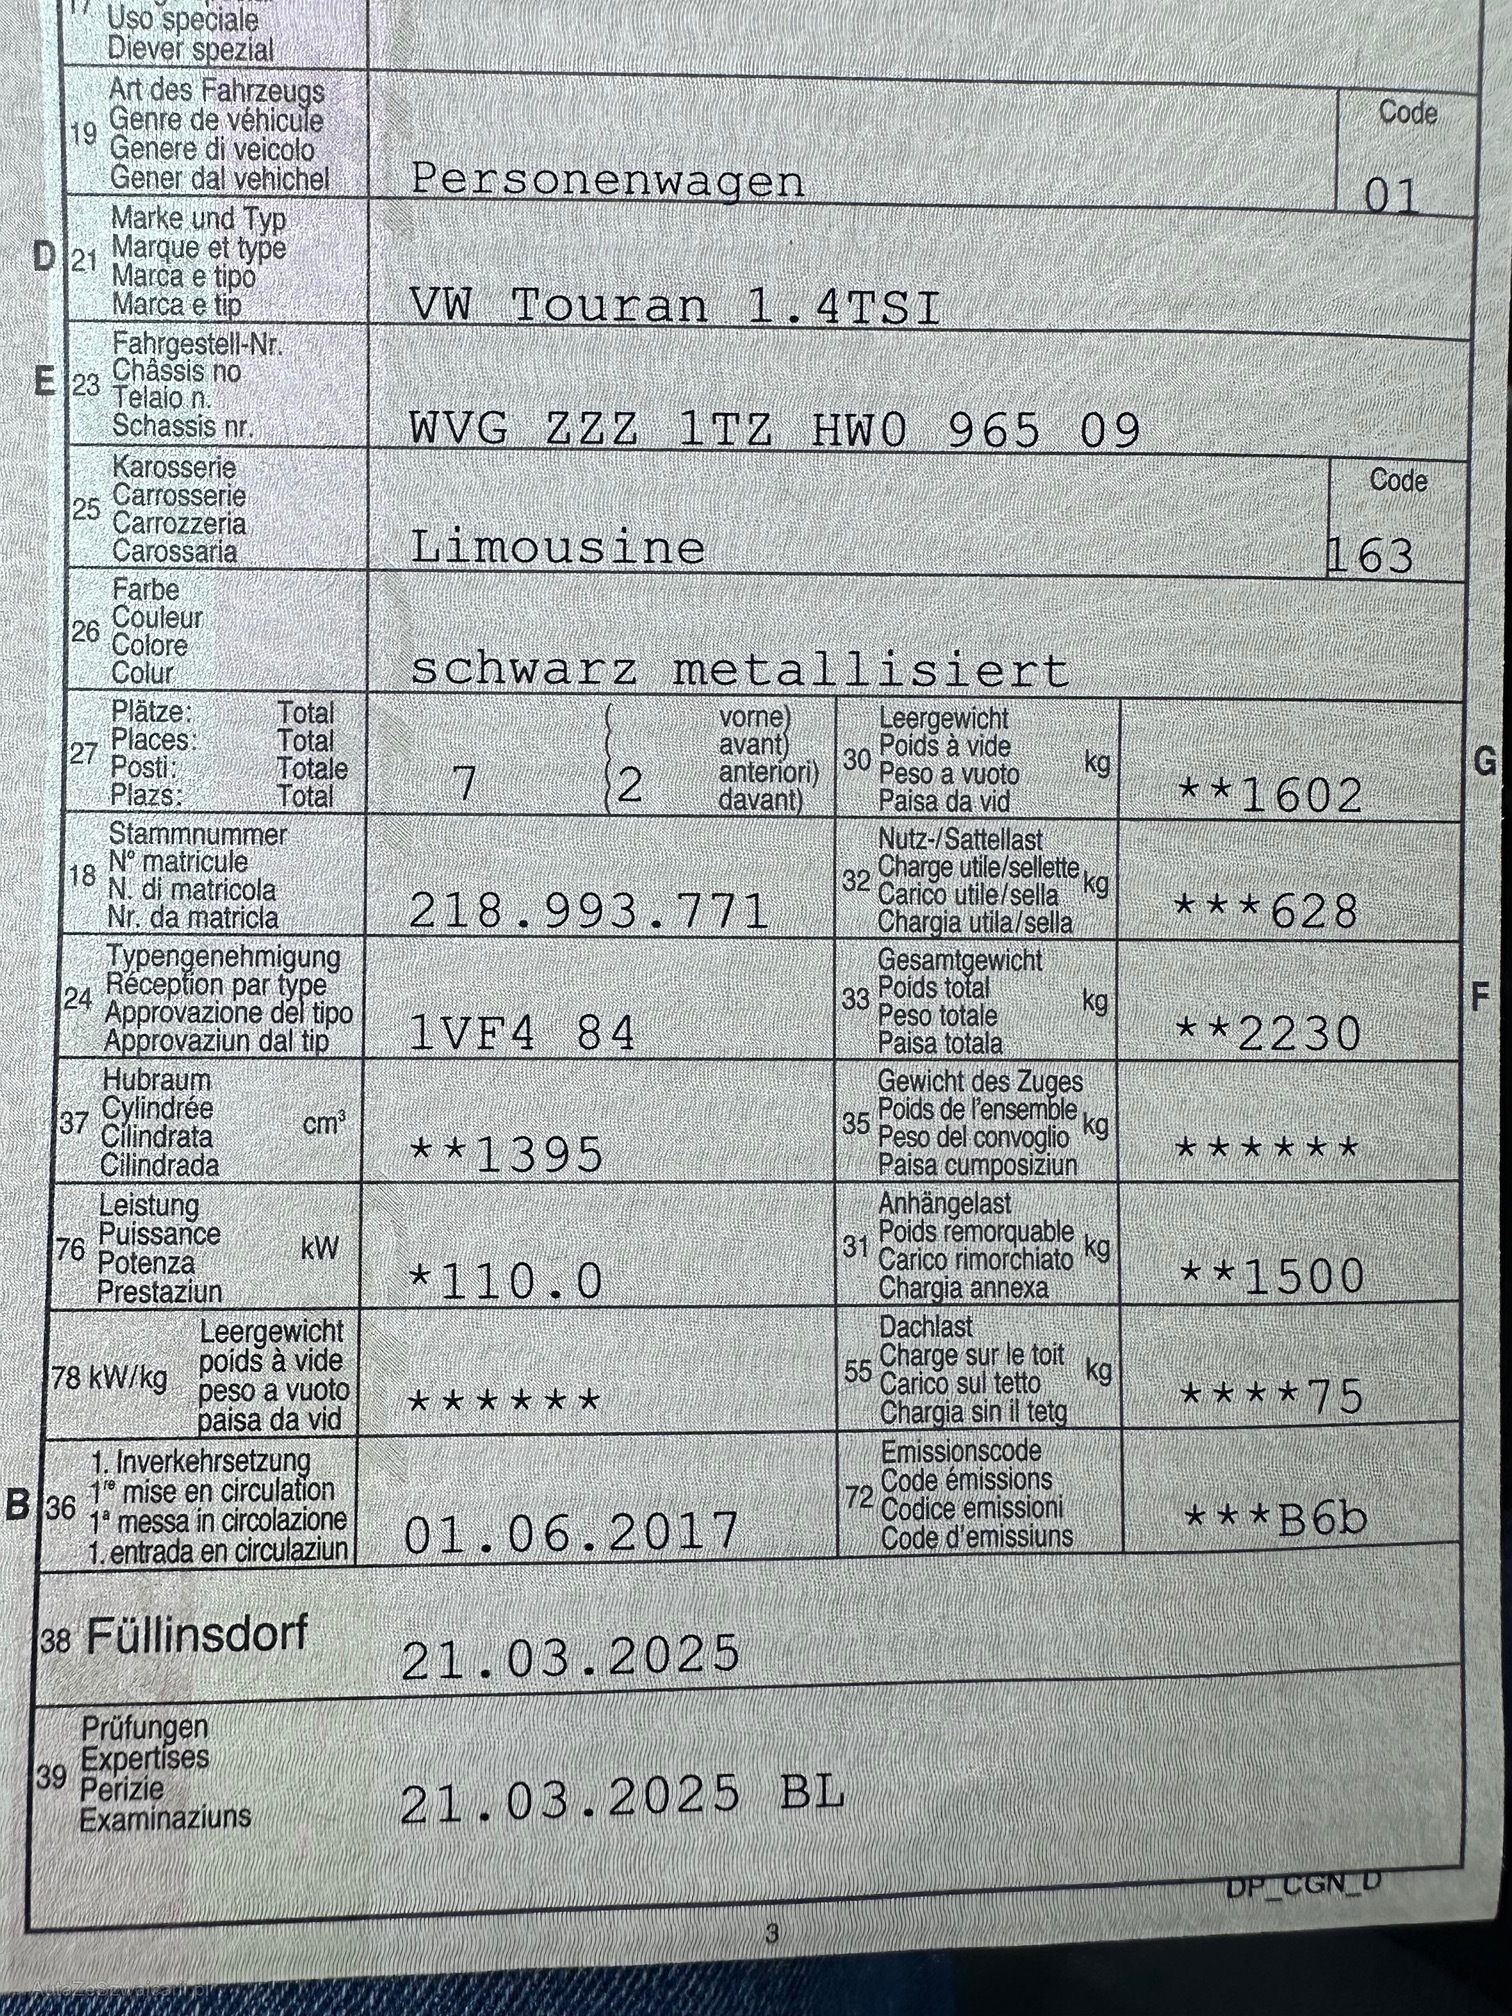 17
Uso speciale
Diever spezial
19
Art des Fahrzeugs
Genre de véhicule
Genere di veicolo
Gener dal vehichel
Personenwagen
Code
01
D
21
Marke und Typ
Marque et type
Marca e tipo
Marca e tip
VW Touran 1.4TSI
E
23
Fahrgestell-Nr.
Châssis no
Telaio n.
Schassis nr.
WVG ZZZ 1TZ HW0 965 09
25
Karosserie
Carrosserie
Carrozzeria
Carossaria
Limousine
Code
163
26
Farbe
Couleur
Colore
Colur
schwarz metallisiert
27
Plätze: Total
Places: Total
Posti: Totale
Plazs: Total
7
2
vorne)
avant)
anteriori)
davant)
30
Leergewicht
Poids à vide
Peso a vuoto
Paisa da vid
kg
**1602
G
18
Stammnummer
N° matricule
N. di matricola
Nr. da matricla
218.993.771
32
Nutz-/Sattellast
Charge utile/sellette
Carico utile/sella
Chargia utila/sella
kg
***628
24
Typengenehmigung
Réception par type
Approvazione del tipo
Approvaziun dal tip
1VF4 84
33
Gesamtgewicht
Poids total
Peso totale
Paisa totala
kg
**2230
F
37
Hubraum
Cylindrée
Cilindrata
Cilindrada
cm³
**1395
35
Gewicht des Zuges
Poids de l'ensemble
Peso del convoglio
Paisa cumposiziun
kg
******
76
Leistung
Puissance
Potenza
Prestaziun
kW
*110.0
31
Anhängelast
Poids remorquable
Carico rimorchiato
Chargia annexa
kg
**1500
78 kW/kg
Leergewicht
poids à vide
peso a vuoto
paisa da vid
******
55
Dachlast
Charge sur le toit
Carico sul tetto
Chargia sin il tetg
kg
****75
B
36
1. Inverkehrsetzung
1re mise en circulation
1a messa in circolazione
1. entrada en circulaziun
01.06.2017
72
Emissionscode
Code émissions
Codice emissioni
Code d'emissiuns
***B6b
38 Füllinsdorf
21.03.2025
39
Prüfungen
Expertises
Perizie
Examinaziuns
21.03.2025 BL
DP_CGN_D
3